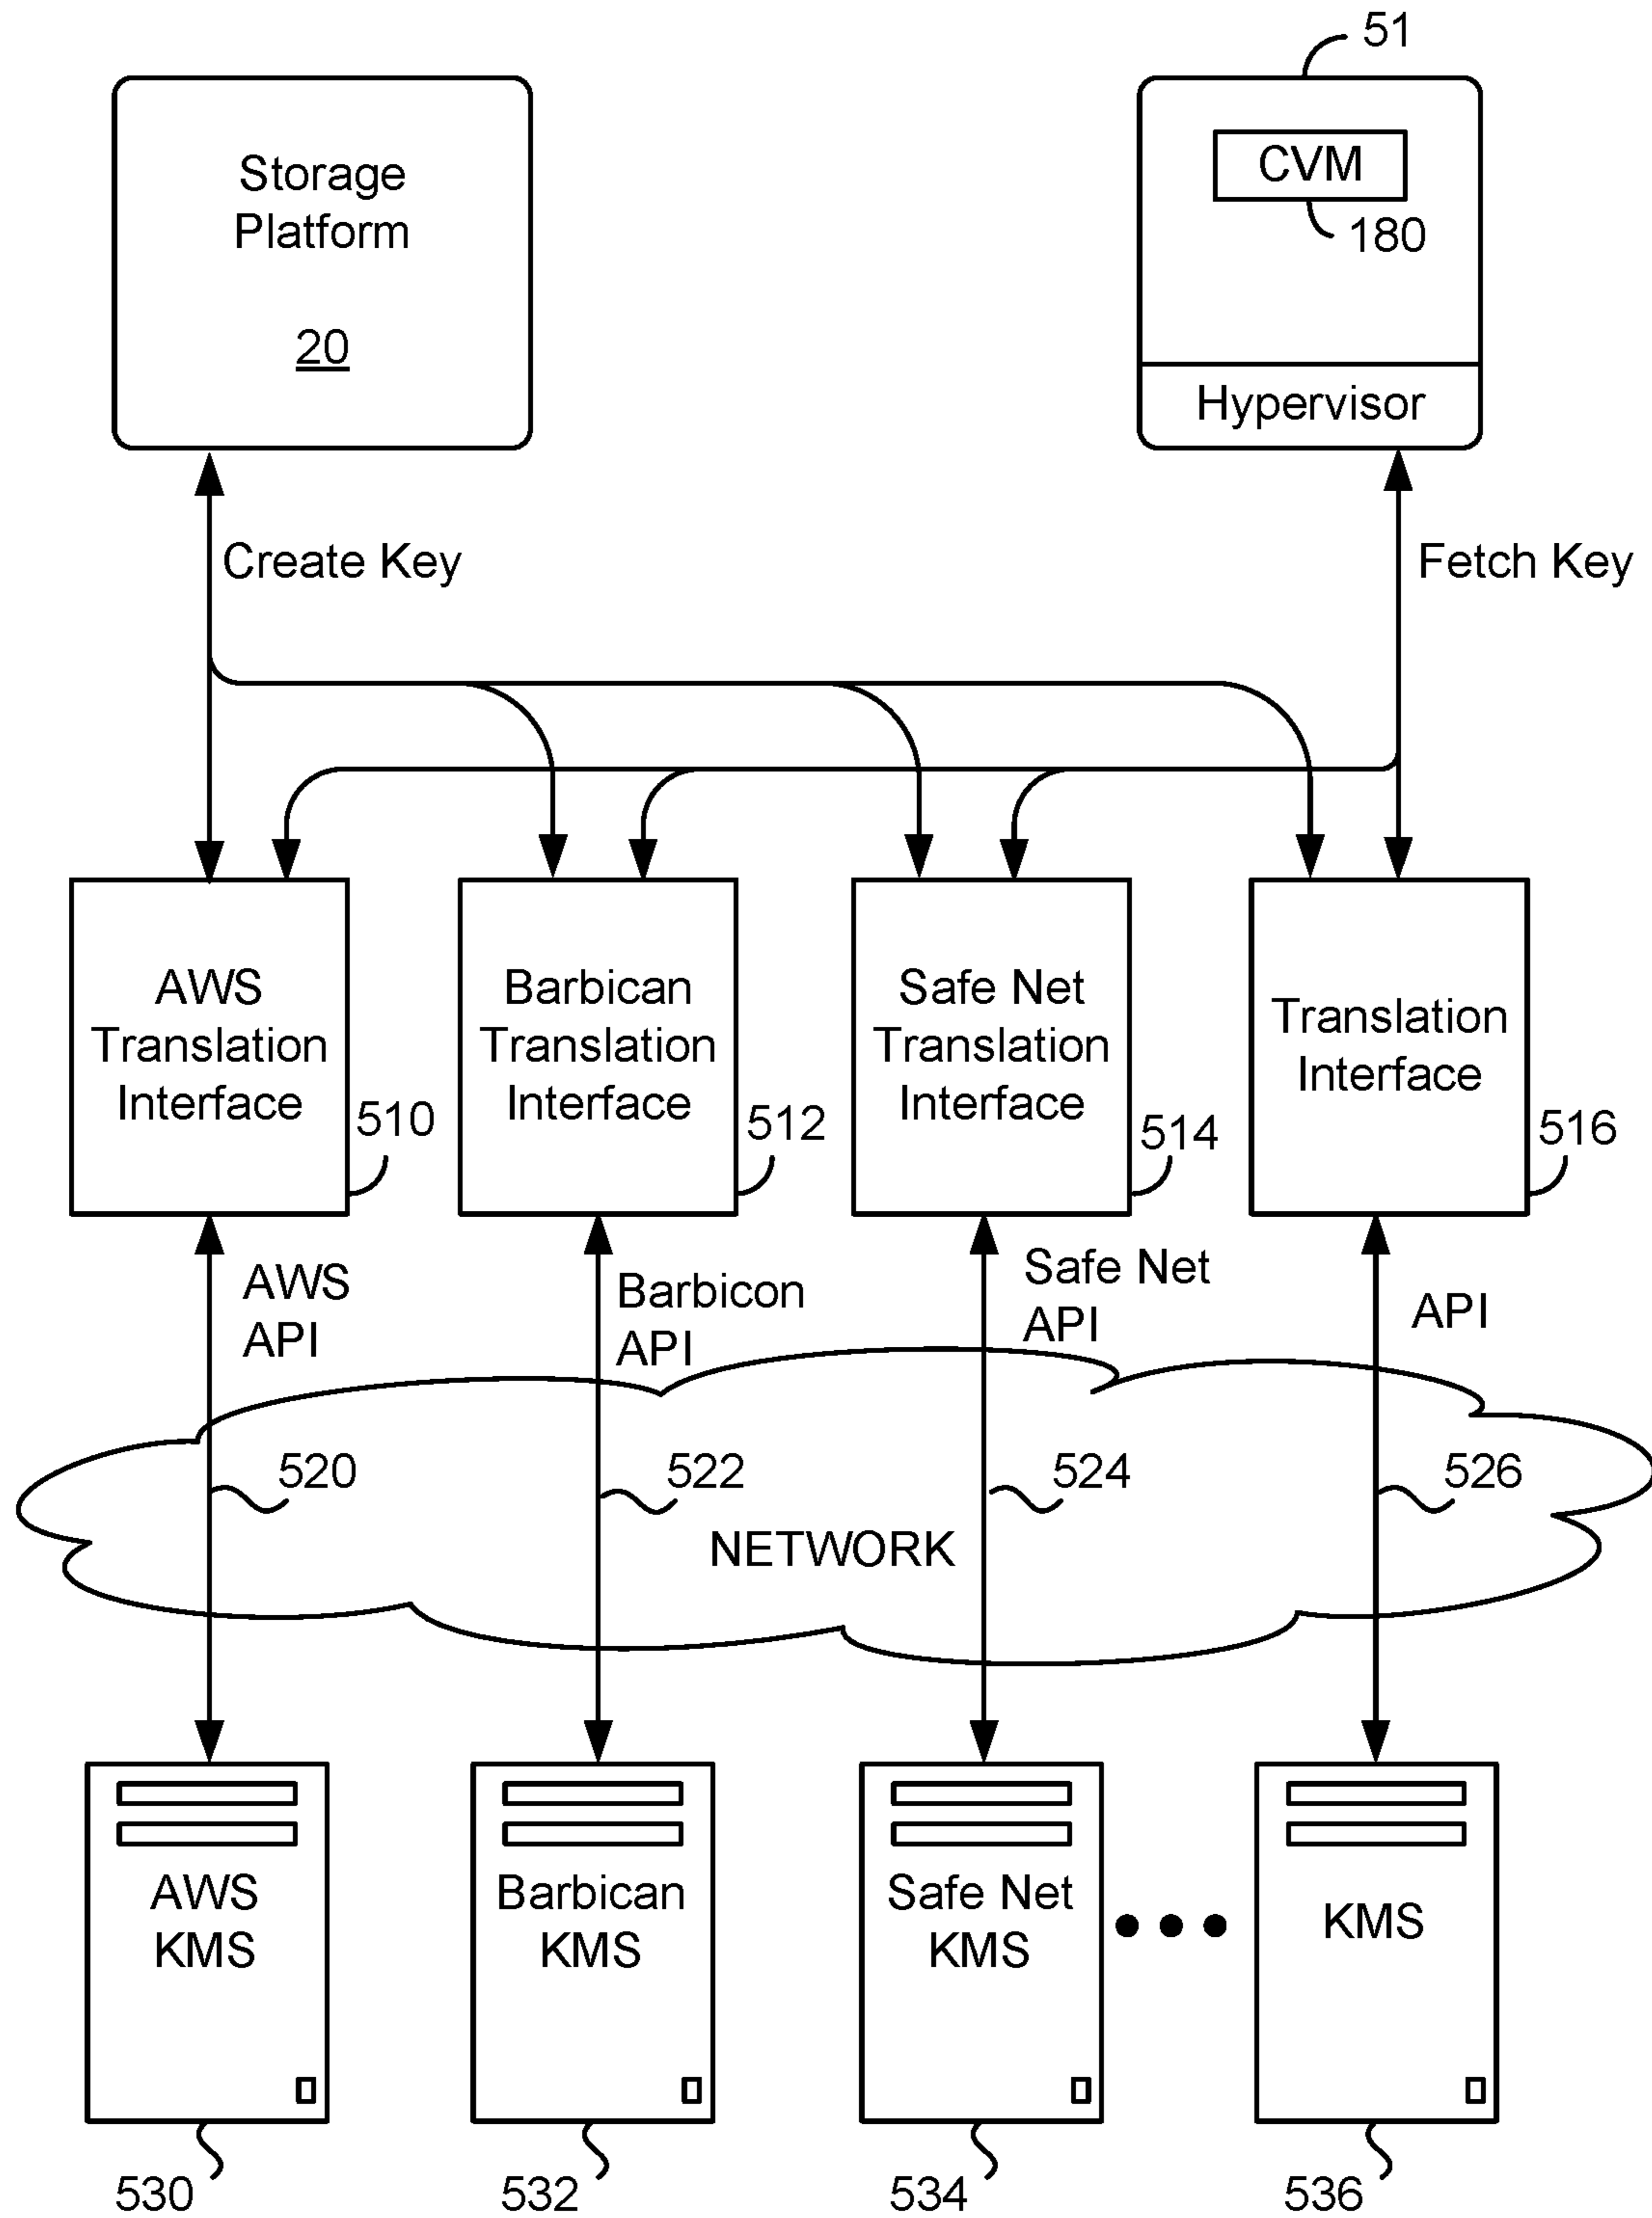 51
Storage
Platform
20
CVM
180
Hypervisor
Create Key
Fetch Key
AWS
Translation
Interface
510
Barbican
Translation
Interface
512
Safe Net
Translation
Interface
514
Translation
Interface
516
AWS
API
Barbicon
API
Safe Net
API
API
520
522
524
526
NETWORK
AWS
KMS
Barbican
KMS
Safe Net
KMS
KMS
530
532
534
536